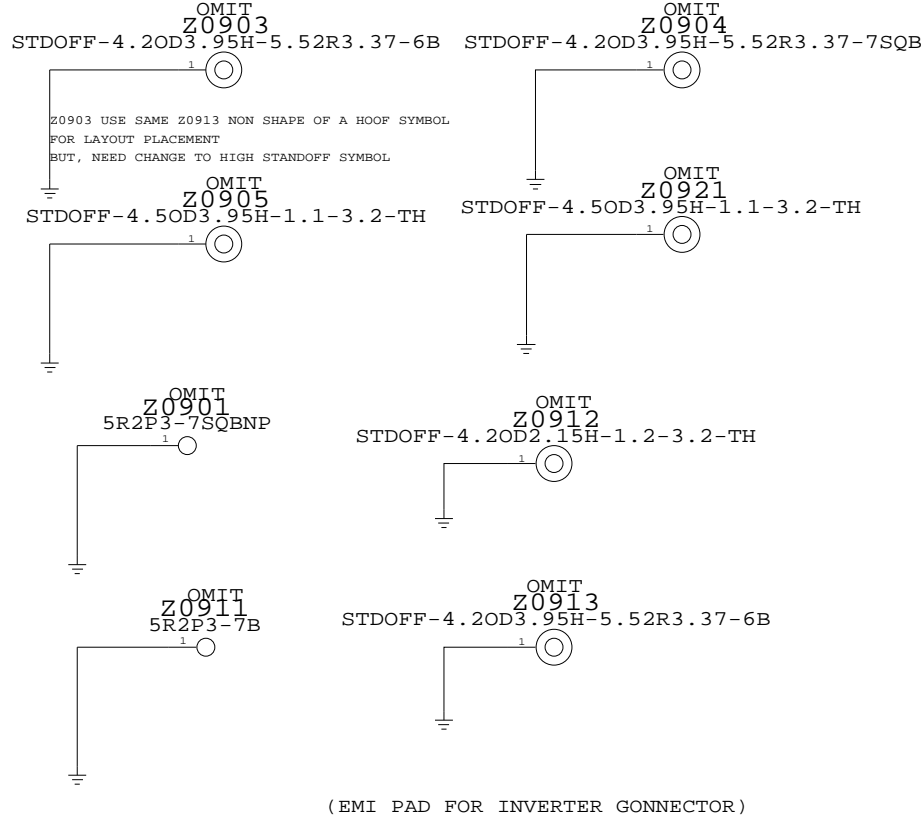 OMIT
Z0903
STDOFF-4.2OD3.95H-5.52R3.37-6B
1
Z0903 USE SAME Z0913 NON SHAPE OF A HOOF SYMBOL
FOR LAYOUT PLACEMENT
BUT, NEED CHANGE TO HIGH STANDOFF SYMBOL
OMIT
Z0904
STDOFF-4.2OD3.95H-5.52R3.37-7SQB
1
OMIT
Z0905
STDOFF-4.5OD3.95H-1.1-3.2-TH
1
OMIT
Z0921
STDOFF-4.5OD3.95H-1.1-3.2-TH
1
OMIT
Z0901
5R2P3-7SQBNP
1
OMIT
Z0912
STDOFF-4.2OD2.15H-1.2-3.2-TH
1
OMIT
Z0911
5R2P3-7B
1
OMIT
Z0913
STDOFF-4.2OD3.95H-5.52R3.37-6B
1
(EMI PAD FOR INVERTER GONNECTOR)